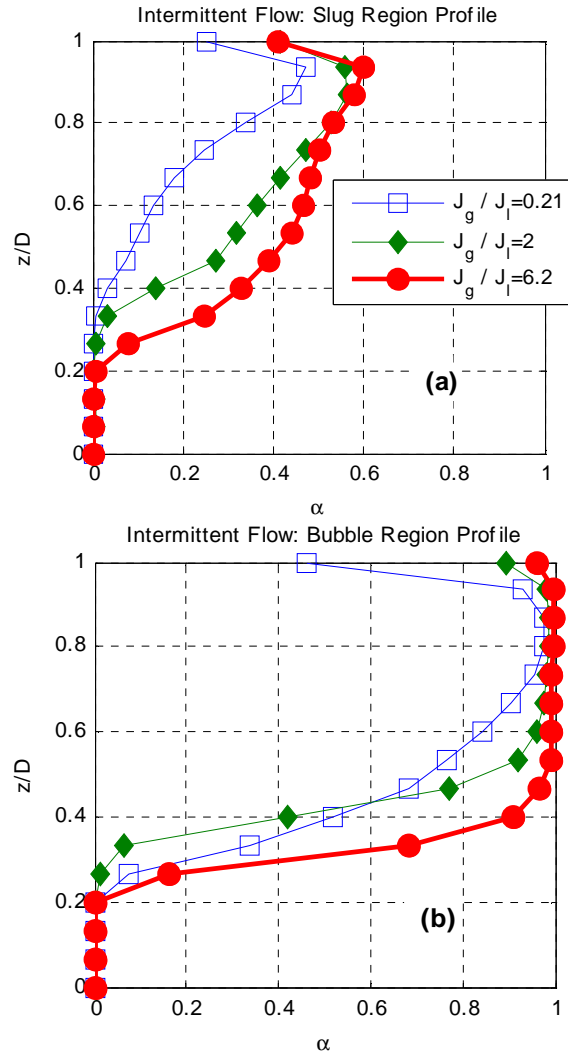 Intermittent Flow: Slug Region Profile
1
0.8
0.6
0.4
0.2
0
z/D
J_g / J_l=0.21
J_g / J_l=2
J_g / J_l=6.2
(a)
0 0.2 0.4 0.6 0.8 1
α
Intermittent Flow: Bubble Region Profile
1
0.8
0.6
0.4
0.2
0
z/D
(b)
0 0.2 0.4 0.6 0.8 1
α